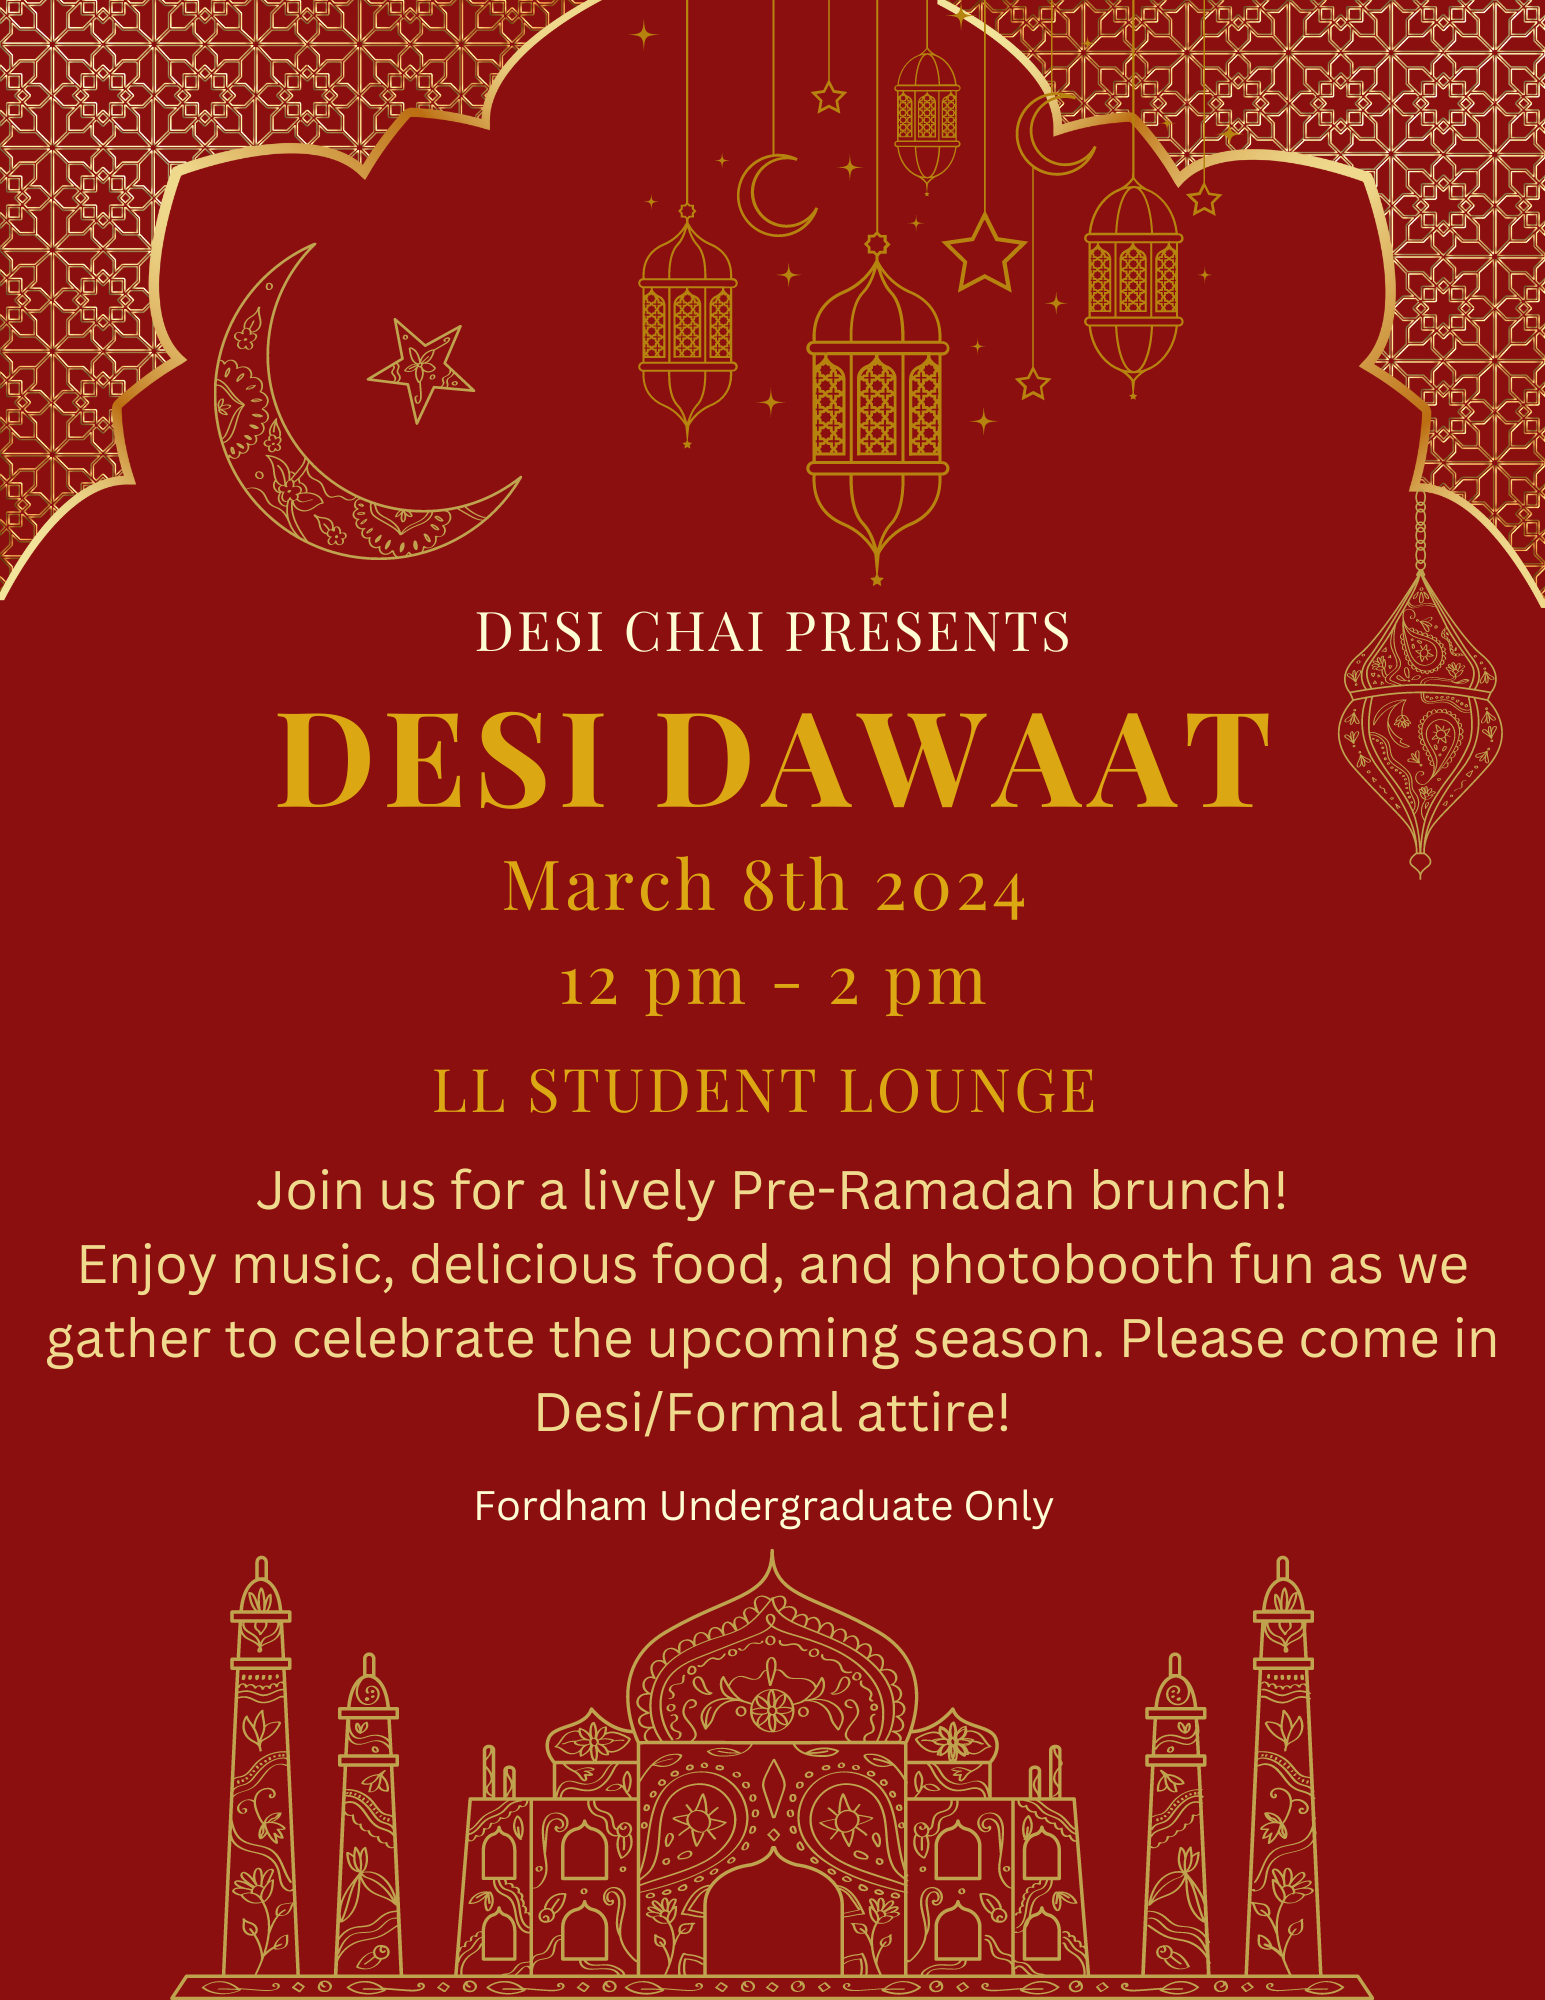 DESI CHAI PRESENTS
DESI DAWAAT
March 8th 2024
12 pm - 2 pm
LL STUDENT LOUNGE
Join us for a lively Pre-Ramadan brunch!
Enjoy music, delicious food, and photobooth fun as we
gather to celebrate the upcoming season. Please come in
Desi/Formal attire!
Fordham Undergraduate Only